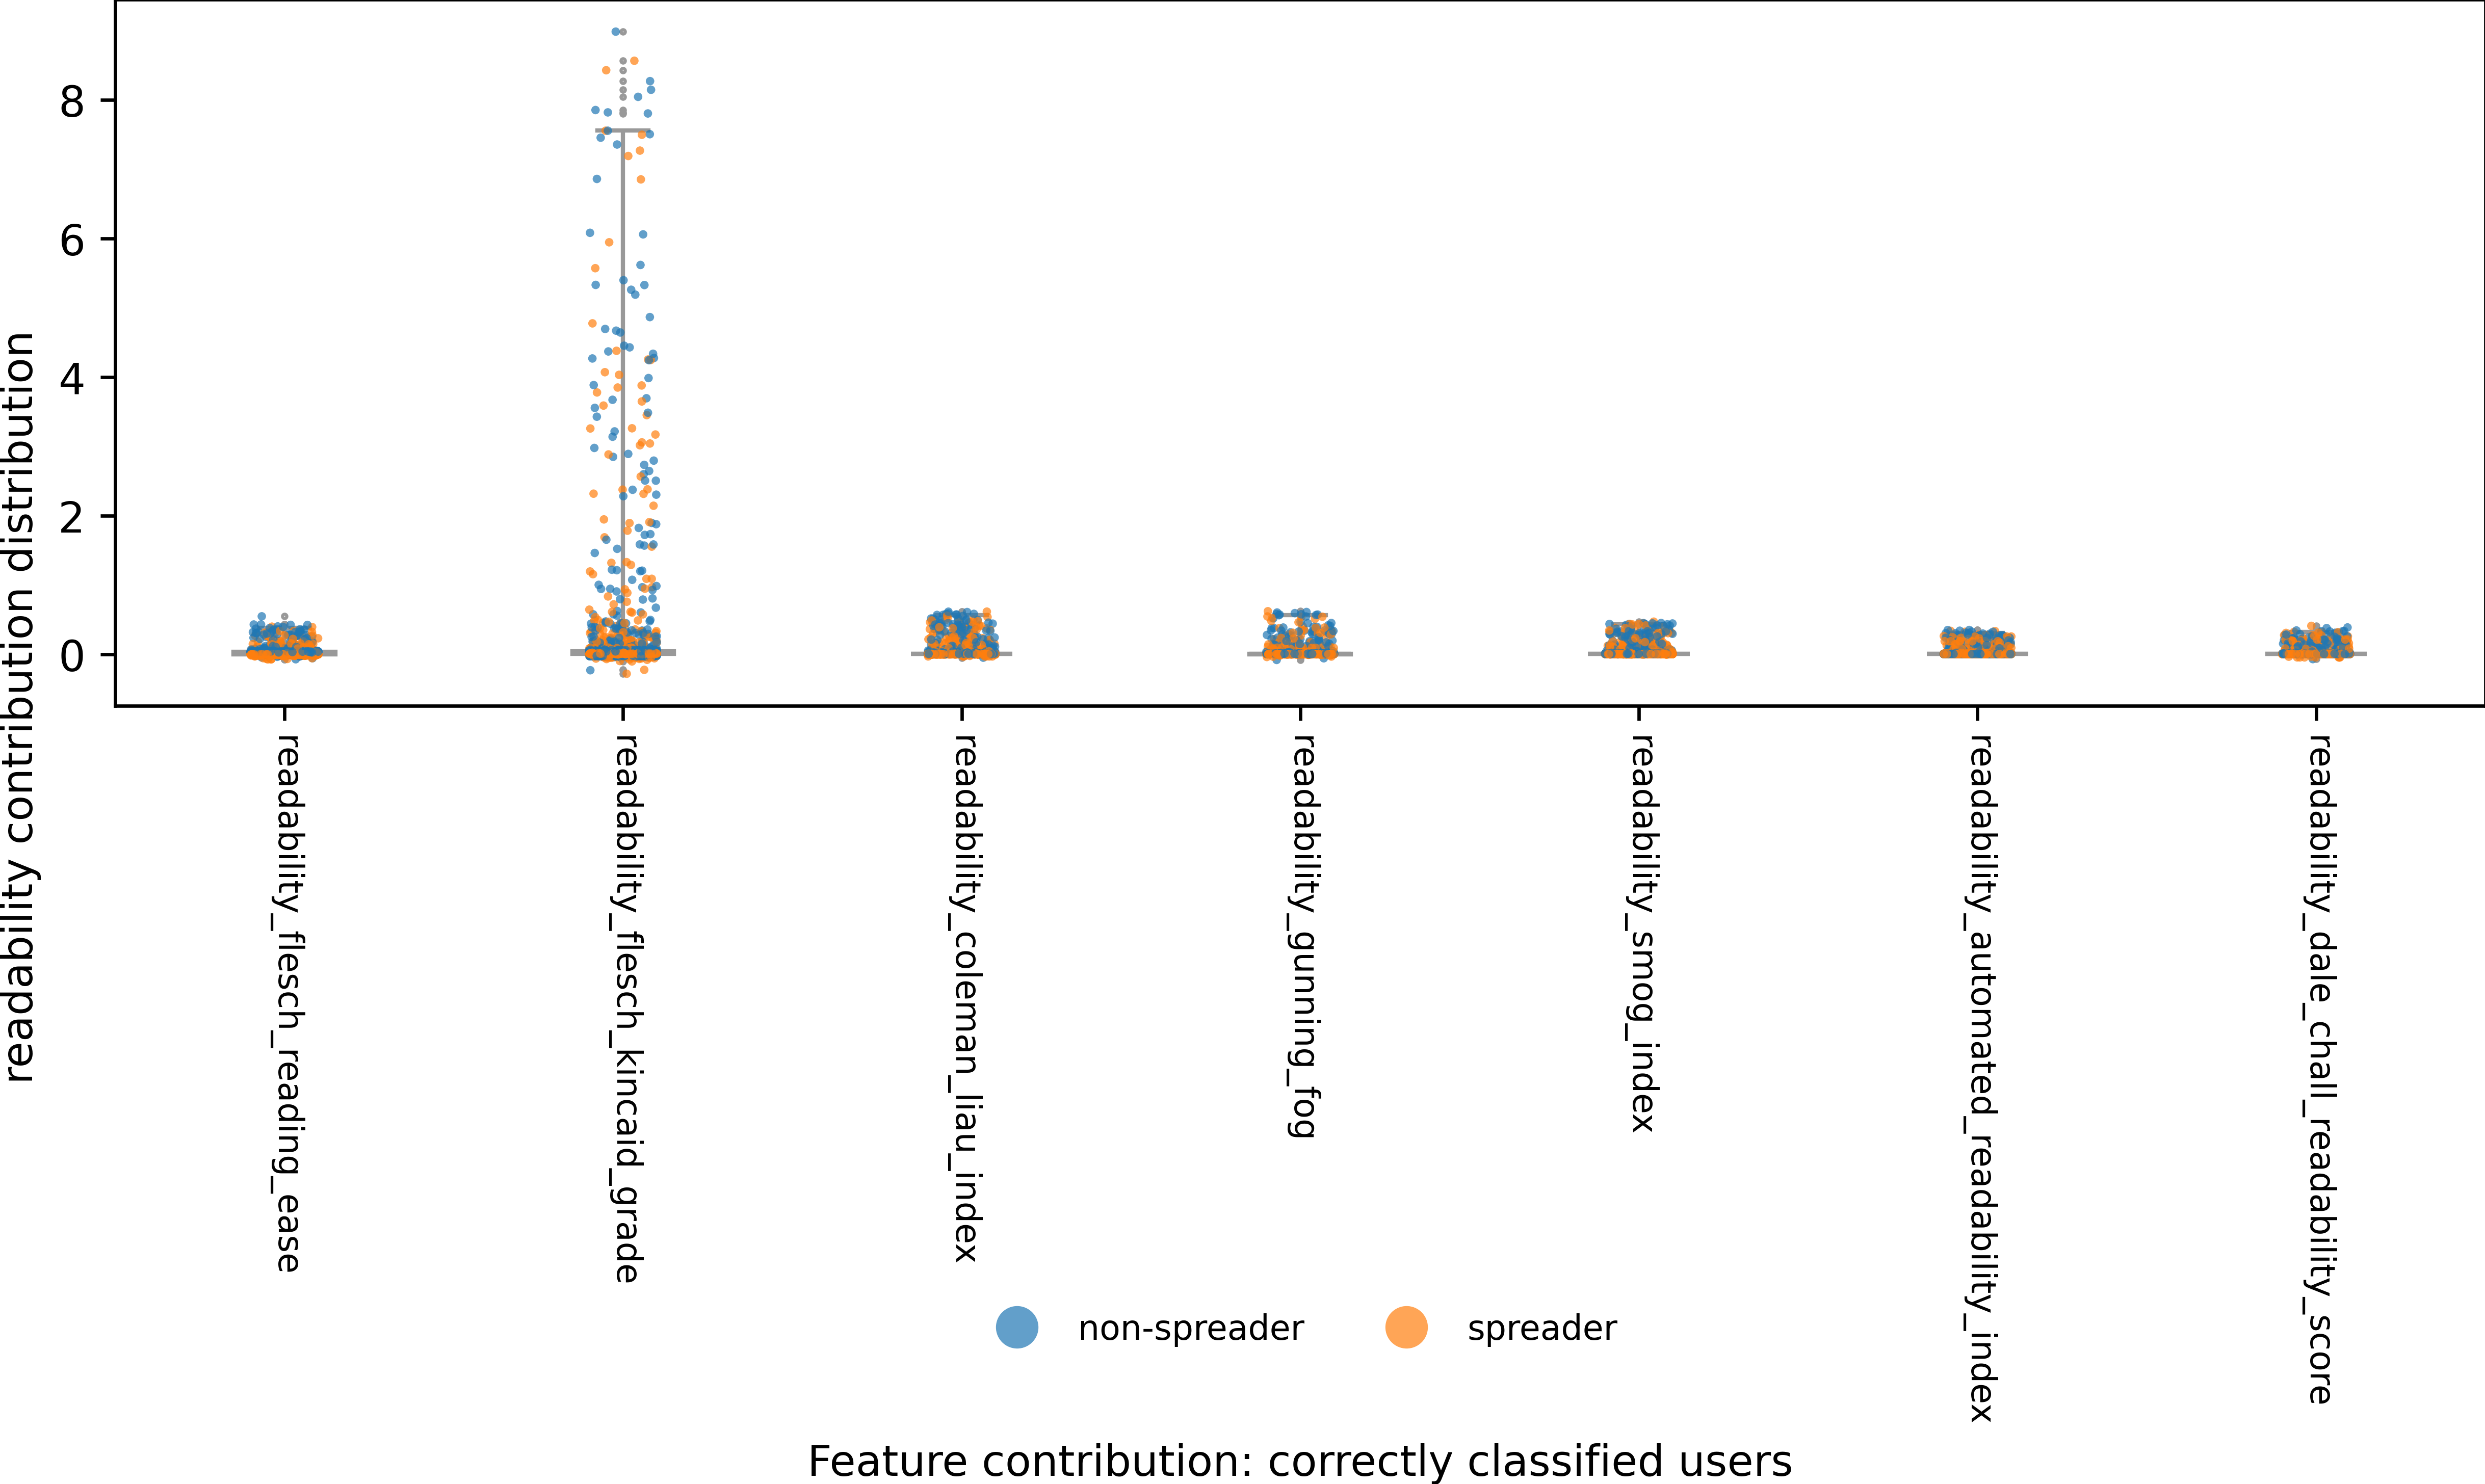 readability contribution distribution
8
6
4
2
0
readability_flesch_reading_ease
readability_flesch_kincaid_grade
readability_coleman_liau_index
readability_gunning_fog
readability_smog_index
readability_automated_readability_index
readability_dale_chall_readability_score
non-spreader
spreader
Feature contribution: correctly classified users